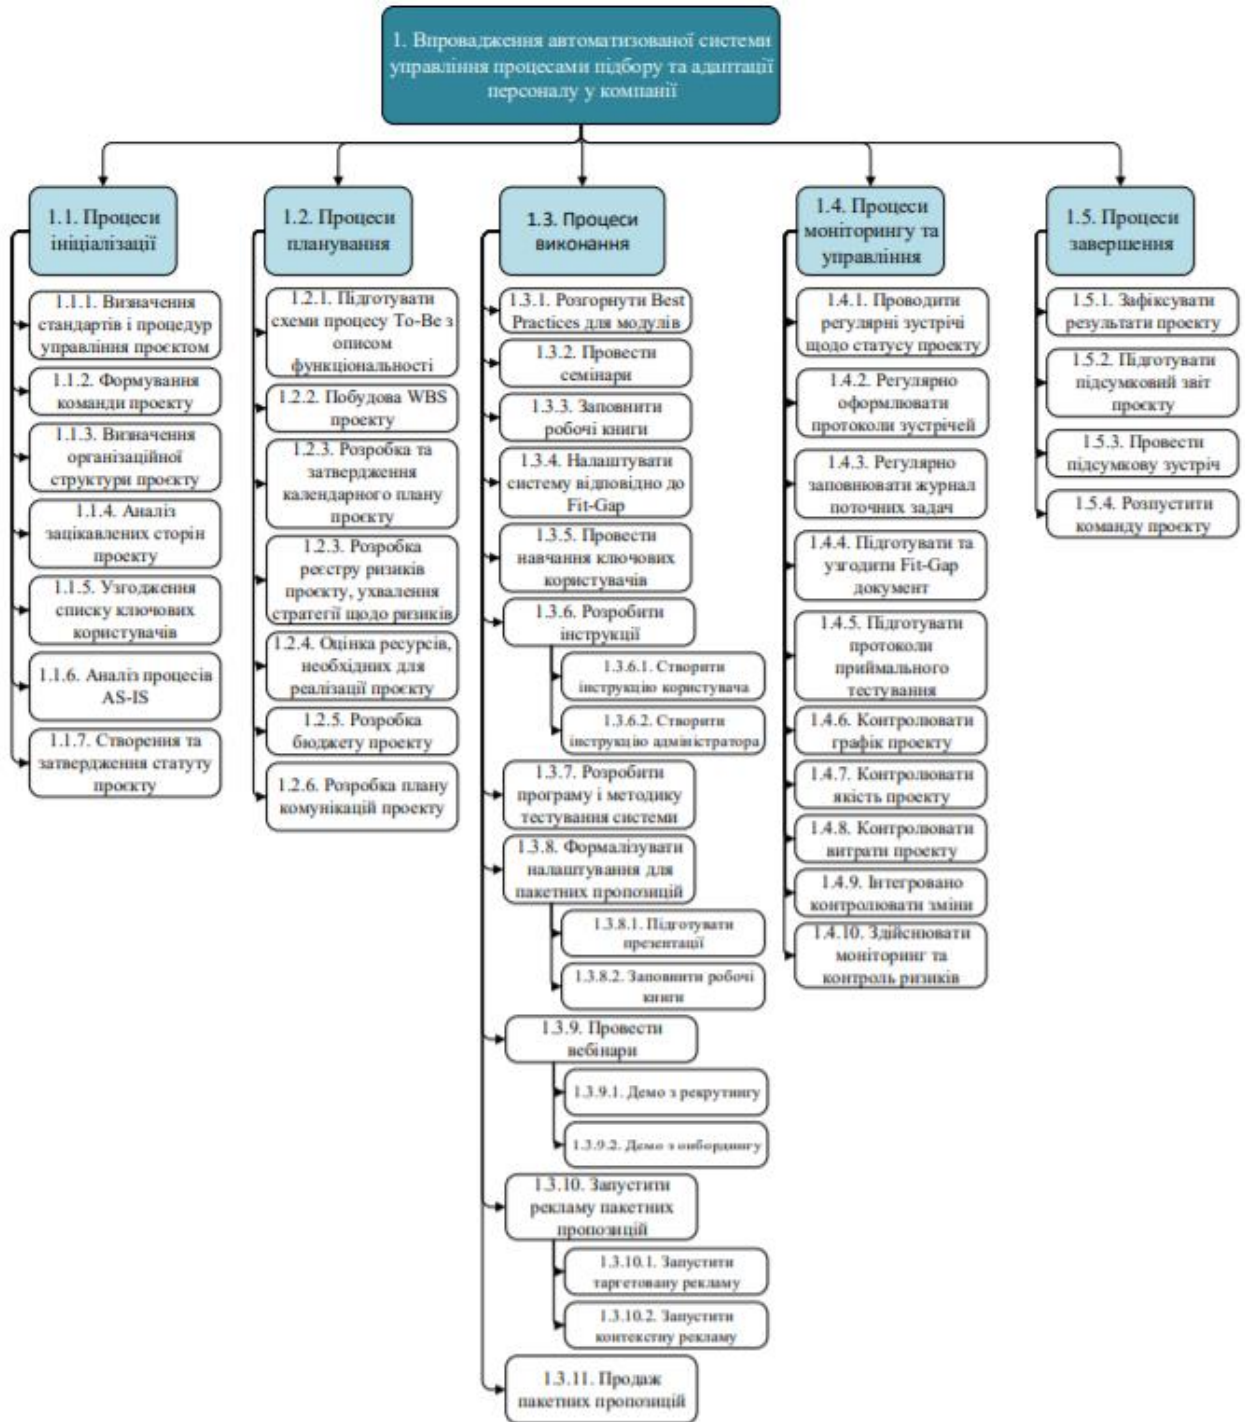 1. Впровадження автоматизованої системи
управління процесами підбору та адаптації
персоналу у компанії
1.1. Процеси
ініціалізації
1.1.1. Визначення
стандартів і процедур
управління проєктом
1.1.2. Формування
команди проекту
1.1.3. Визначення
організаційної
структури проєкту
1.1.4. Аналіз
зацікавлених сторін
проекту
1.1.5. Узгодження
списку ключових
користувачів
1.1.6. Аналіз процесів
AS-IS
1.1.7. Створення та
затвердження статуту
проєкту
1.2. Процеси
планування
1.2.1. Підготувати
схеми процесу To-Be з
описом
функціональності
1.2.2. Побудова WBS
проекту
1.2.3. Розробка та
затвердження
календарного плану
проєкту
1.2.3. Розробка
реєстру ризиків
проєкту, ухвалення
стратегії щодо ризиків
1.2.4. Оцінка ресурсів,
необхідних для
реалізації проєкту
1.2.5. Розробка
бюджету проекту
1.2.6. Розробка плану
комунікацій проекту
1.3. Процеси
виконання
1.3.1. Розгорнути Best
Practices для модулів
1.3.2. Провести
семінари
1.3.3. Заповнити
робочі книги
1.3.4. Налаштувати
систему відповідно до
Fit-Gap
1.3.5. Провести
навчання ключових
користувачів
1.3.6. Розробити
інструкції
1.3.6.1. Створити
інструкцію користувача
1.3.6.2. Створити
інструкцію адміністратора
1.3.7. Розробити
програму і методику
тестування системи
1.3.8. Формалізувати
налаштування для
пакетних пропозицій
1.3.8.1. Підготувати
презентації
1.3.8.2. Заповнити робочі
книги
1.3.9. Провести
вебінари
1.3.9.1. Демо з рекрутингу
1.3.9.2. Демо з онбордингу
1.3.10. Запустити
рекламу пакетних
пропозицій
1.3.10.1. Запустити
таргетовану рекламу
1.3.10.2. Запустити
контекстну рекламу
1.3.11. Продаж
пакетних пропозицій
1.4. Процеси
моніторингу та
управління
1.4.1. Проводити
регулярні зустрічі
щодо статусу проекту
1.4.2. Регулярно
оформлювати
протоколи зустрічей
1.4.3. Регулярно
заповнювати журнал
поточних задач
1.4.4. Підготувати та
узгодити Fit-Gap
документ
1.4.5. Підготувати
протоколи
приймального
тестування
1.4.6. Контролювати
графік проекту
1.4.7. Контролювати
якість проекту
1.4.8. Контролювати
витрати проекту
1.4.9. Інтегровано
контролювати зміни
1.4.10. Здійснювати
моніторинг та
контроль ризиків
1.5. Процеси
завершення
1.5.1. Зафіксувати
результати проекту
1.5.2. Підготувати
підсумковий звіт
проєкту
1.5.3. Провести
підсумкову зустріч
1.5.4. Розпустити
команду проєкту